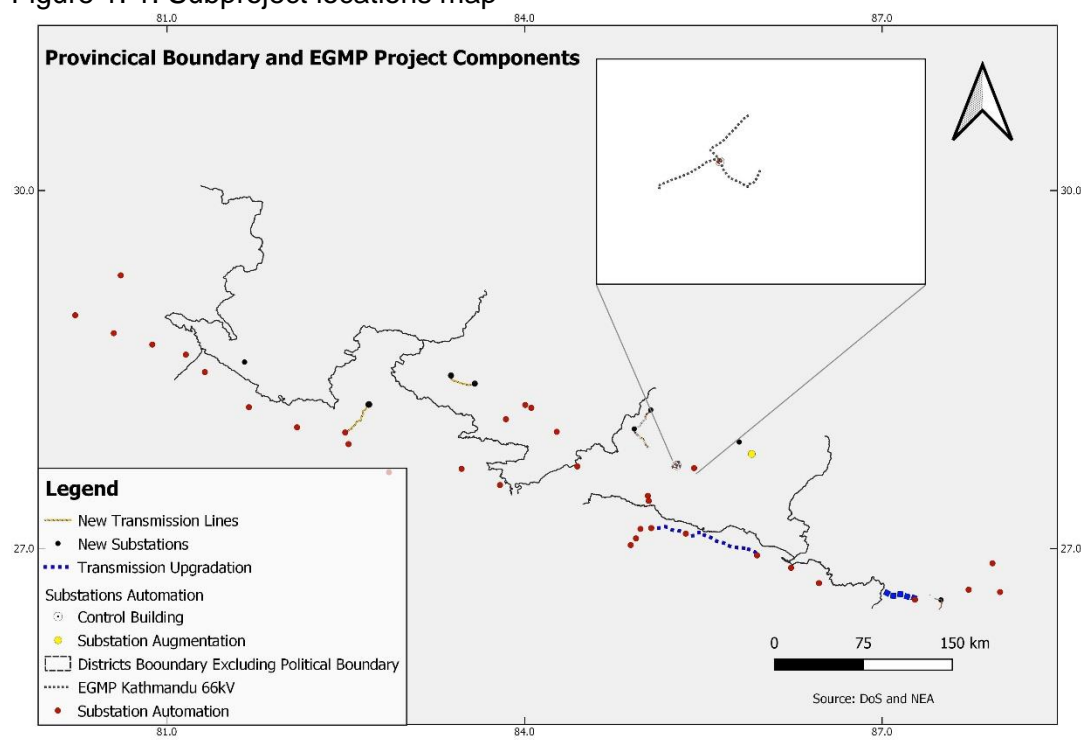 Figure 1. 1: Subproject locations map
81.0
84.0
87.0
Provincical Boundary and EGMP Project Components
30.0
30.0
27.0
27.0
Legend
New Transmission Lines
New Substations
Transmission Upgradation
Substations Automation
Control Building
Substation Augmentation
Districts Booundary Excluding Political Boundary
EGMP Kathmandu 66kV
Substation Automation
0 75 150 km
Source: DoS and NEA
81.0
84.0
87.0